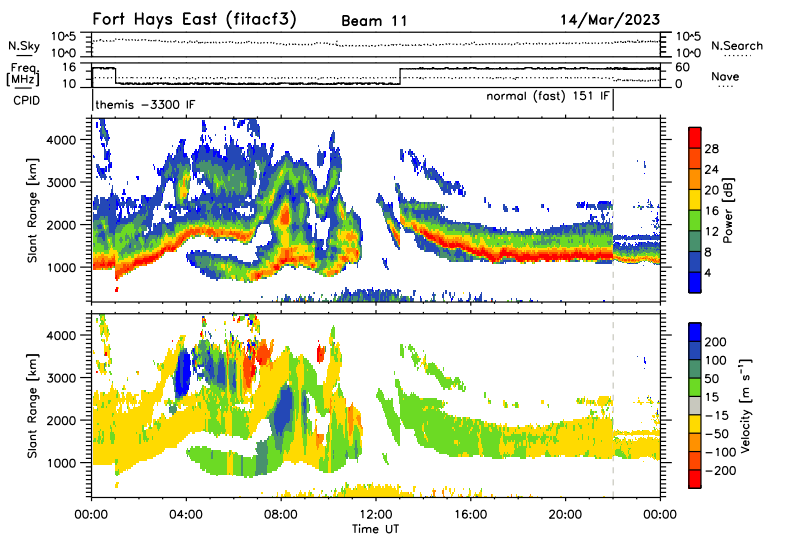 Fort Hays East (fitacf3) Beam 11 14/Mar/2023
N.Sky 10^5 10^0 10^5 10^0 N.Search
Freq. [MHz] 16 10 60 0 Nave
CPID themis -3300 IF normal (fast) 151 IF
Slant Range [km]
4000
3000
2000
1000
Power [dB]
28
24
20
16
12
8
4
Slant Range [km]
4000
3000
2000
1000
Velocity [m s⁻¹]
200
100
50
15
-15
-50
-100
-200
00:00 04:00 08:00 12:00 16:00 20:00 00:00
Time UT